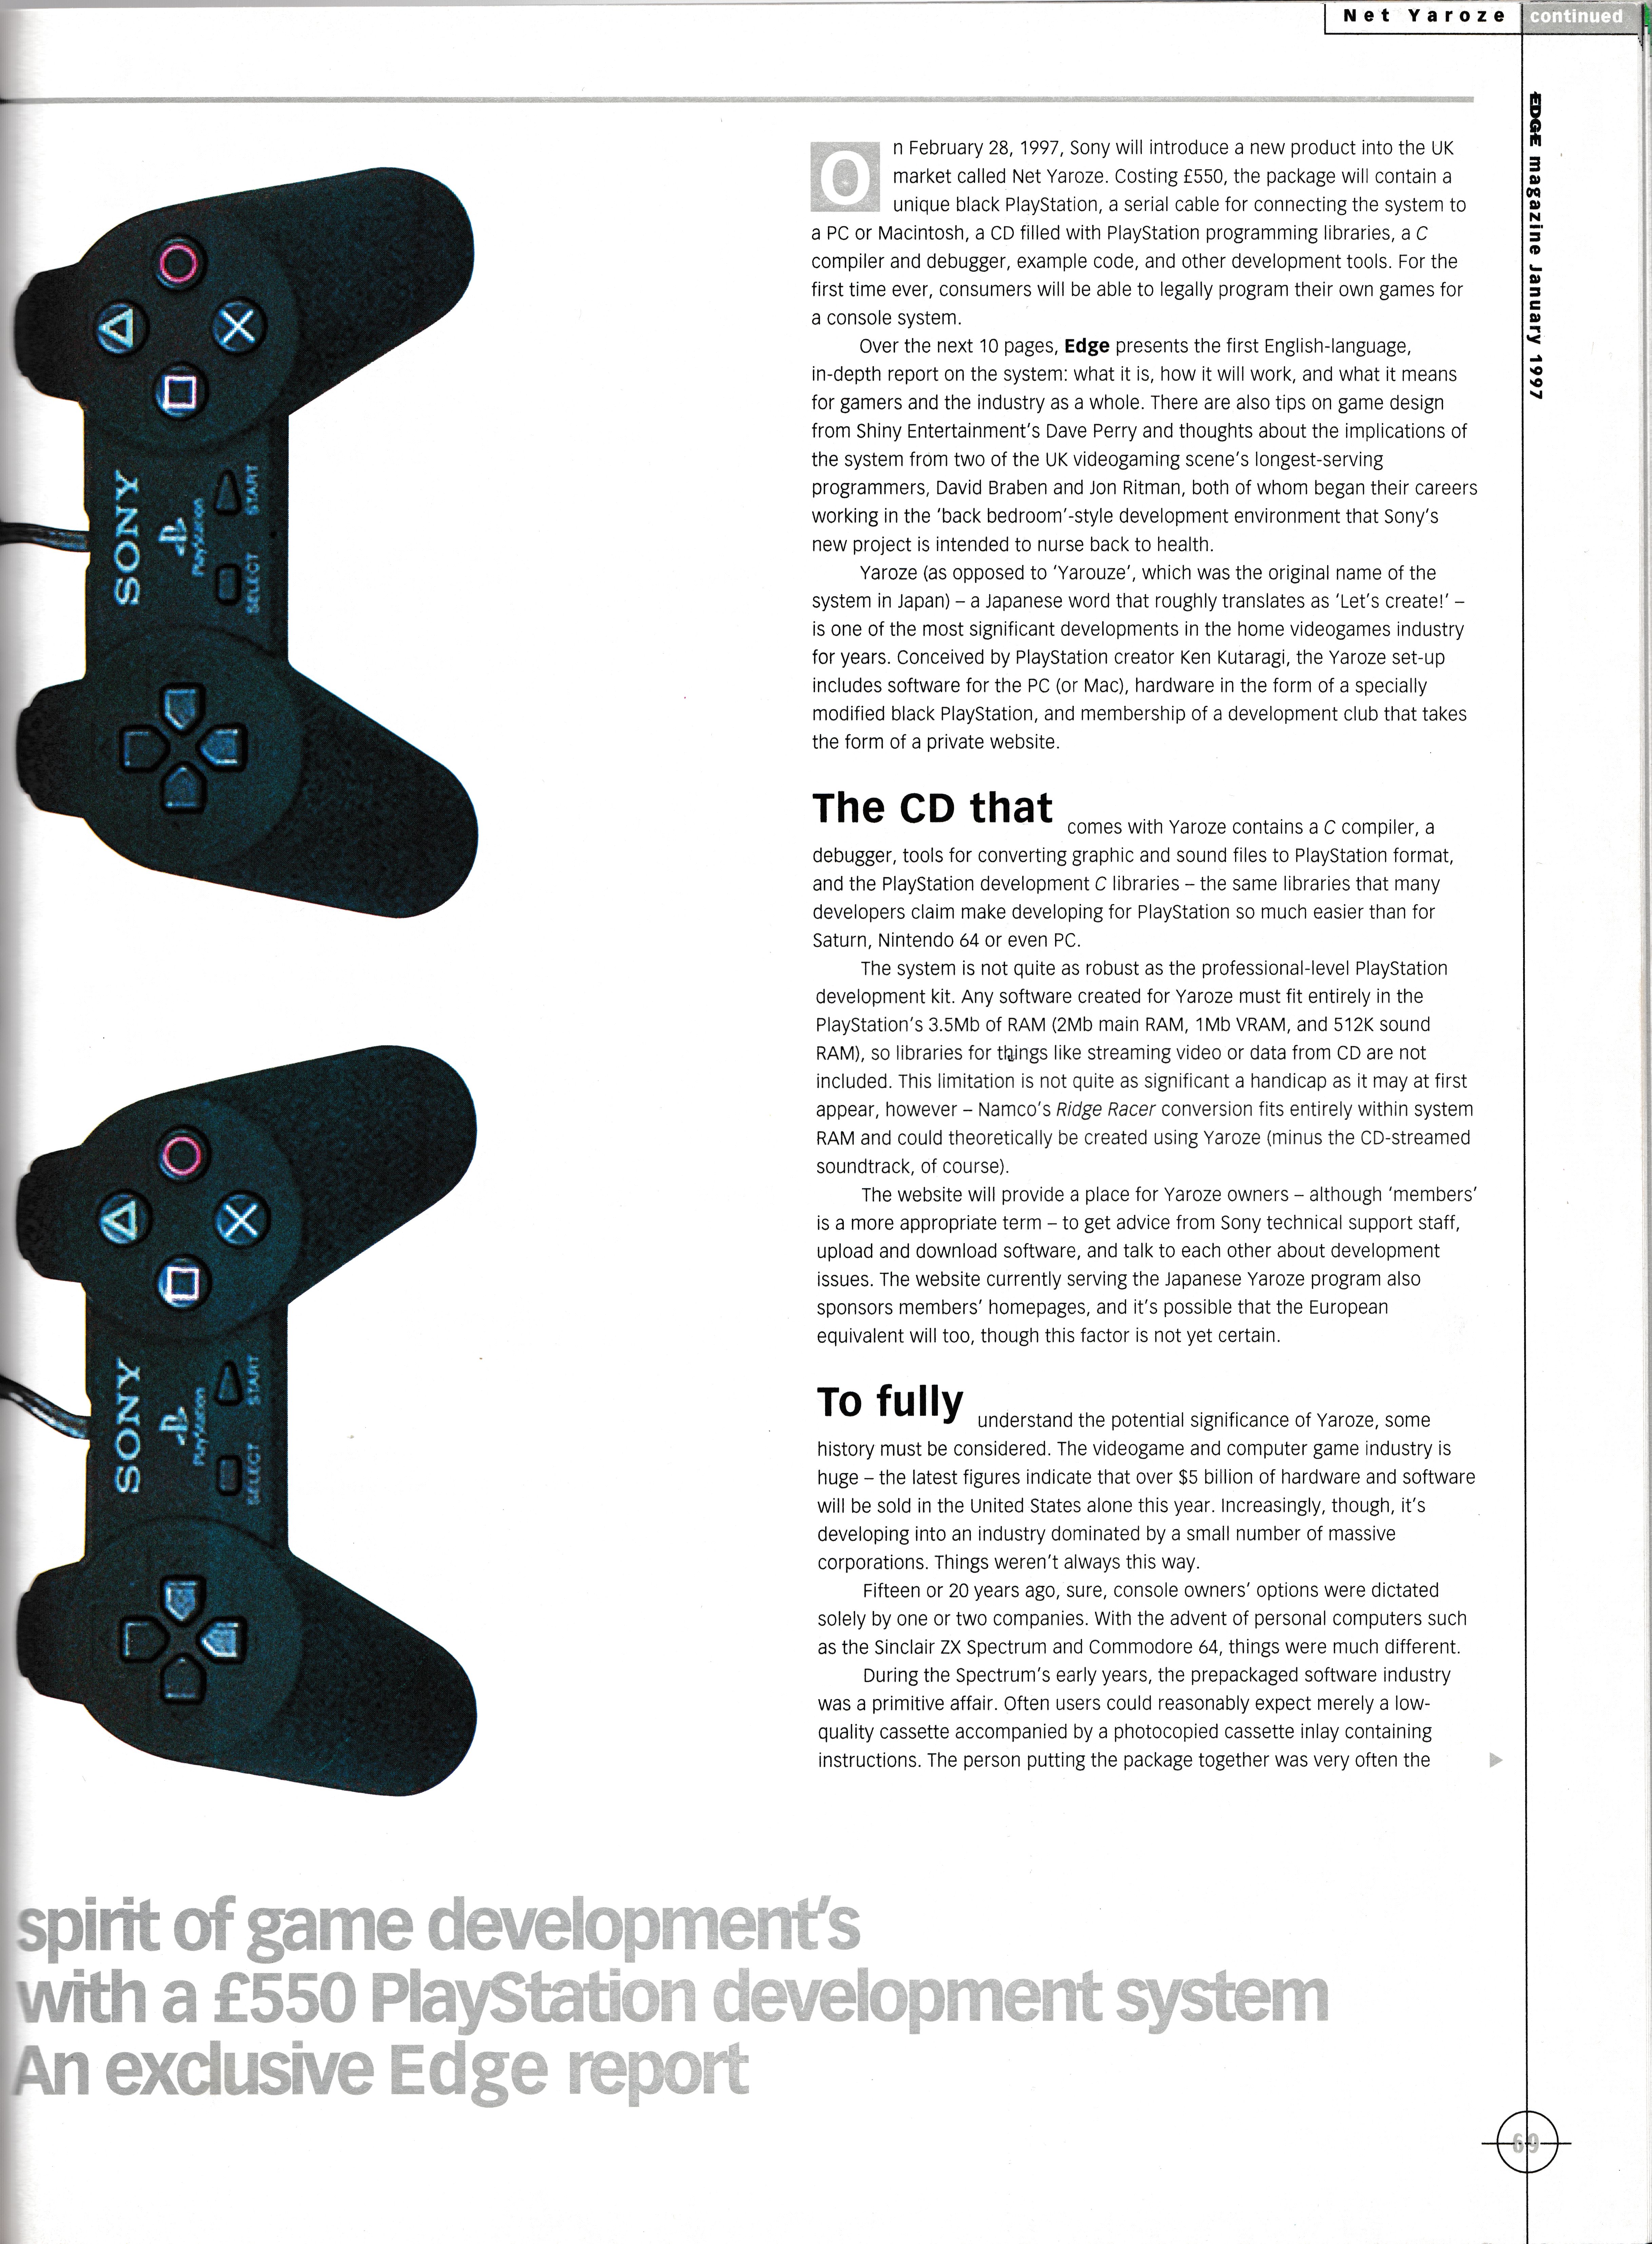 Net Yaroze continued
EDGE magazine January 1997
On February 28, 1997, Sony will introduce a new product into the UK
market called Net Yaroze. Costing £550, the package will contain a
unique black PlayStation, a serial cable for connecting the system to
a PC or Macintosh, a CD filled with PlayStation programming libraries, a C
compiler and debugger, example code, and other development tools. For the
first time ever, consumers will be able to legally program their own games for
a console system.
Over the next 10 pages, Edge presents the first English-language,
in-depth report on the system: what it is, how it will work, and what it means
for gamers and the industry as a whole. There are also tips on game design
from Shiny Entertainment's Dave Perry and thoughts about the implications of
the system from two of the UK videogaming scene's longest-serving
programmers, David Braben and Jon Ritman, both of whom began their careers
working in the 'back bedroom'-style development environment that Sony's
new project is intended to nurse back to health.
Yaroze (as opposed to 'Yarouze', which was the original name of the
system in Japan) – a Japanese word that roughly translates as 'Let's create!' –
is one of the most significant developments in the home videogames industry
for years. Conceived by PlayStation creator Ken Kutaragi, the Yaroze set-up
includes software for the PC (or Mac), hardware in the form of a specially
modified black PlayStation, and membership of a development club that takes
the form of a private website.
The CD that comes with Yaroze contains a C compiler, a
debugger, tools for converting graphic and sound files to PlayStation format,
and the PlayStation development C libraries – the same libraries that many
developers claim make developing for PlayStation so much easier than for
Saturn, Nintendo 64 or even PC.
The system is not quite as robust as the professional-level PlayStation
development kit. Any software created for Yaroze must fit entirely in the
PlayStation's 3.5Mb of RAM (2Mb main RAM, 1Mb VRAM, and 512K sound
RAM), so libraries for things like streaming video or data from CD are not
included. This limitation is not quite as significant a handicap as it may at first
appear, however – Namco's Ridge Racer conversion fits entirely within system
RAM and could theoretically be created using Yaroze (minus the CD-streamed
soundtrack, of course).
The website will provide a place for Yaroze owners – although 'members'
is a more appropriate term – to get advice from Sony technical support staff,
upload and download software, and talk to each other about development
issues. The website currently serving the Japanese Yaroze program also
sponsors members' homepages, and it's possible that the European
equivalent will too, though this factor is not yet certain.
To fully understand the potential significance of Yaroze, some
history must be considered. The videogame and computer game industry is
huge – the latest figures indicate that over $5 billion of hardware and software
will be sold in the United States alone this year. Increasingly, though, it's
developing into an industry dominated by a small number of massive
corporations. Things weren't always this way.
Fifteen or 20 years ago, sure, console owners' options were dictated
solely by one or two companies. With the advent of personal computers such
as the Sinclair ZX Spectrum and Commodore 64, things were much different.
During the Spectrum's early years, the prepackaged software industry
was a primitive affair. Often users could reasonably expect merely a low-
quality cassette accompanied by a photocopied cassette inlay containing
instructions. The person putting the package together was very often the
SONY
PlayStation
SELECT START
SONY
PlayStation
SELECT START
spirit of game development's
with a £550 PlayStation development system
An exclusive Edge report
69